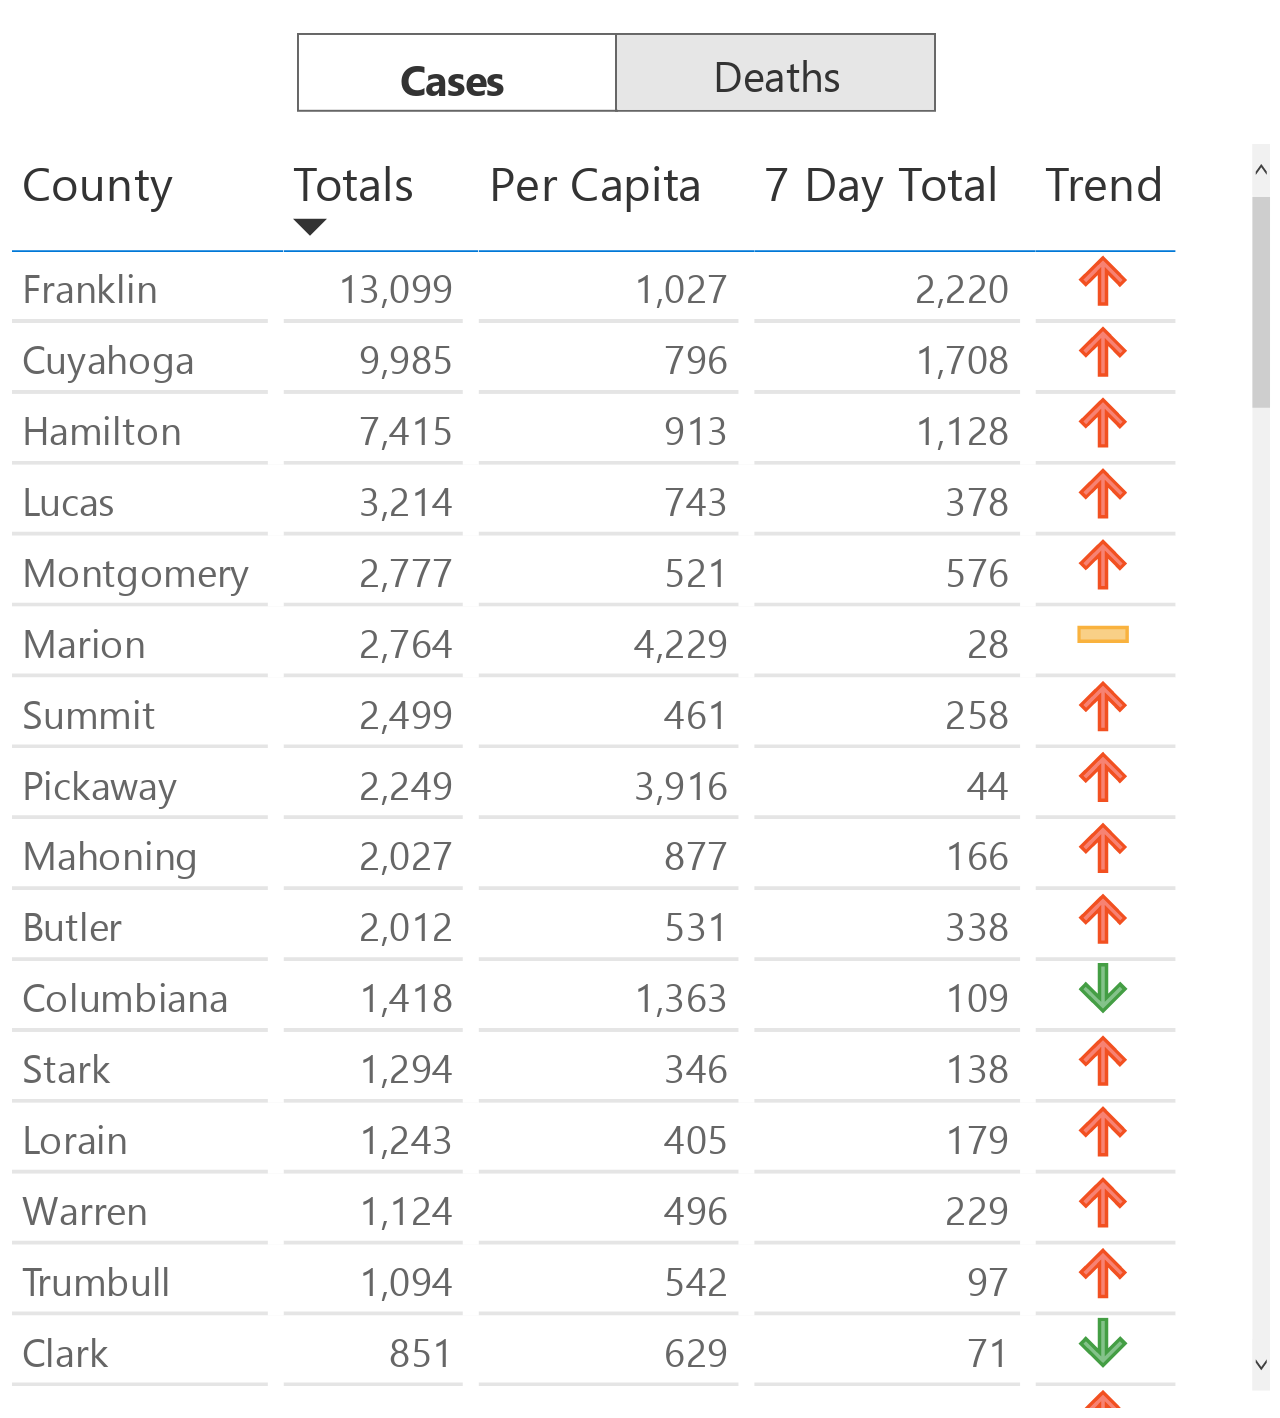 Cases Deaths
County Totals Per Capita 7 Day Total Trend
Franklin 13,099 1,027 2,220
Cuyahoga 9,985 796 1,708
Hamilton 7,415 913 1,128
Lucas 3,214 743 378
Montgomery 2,777 521 576
Marion 2,764 4,229 28
Summit 2,499 461 258
Pickaway 2,249 3,916 44
Mahoning 2,027 877 166
Butler 2,012 531 338
Columbiana 1,418 1,363 109
Stark 1,294 346 138
Lorain 1,243 405 179
Warren 1,124 496 229
Trumbull 1,094 542 97
Clark 851 629 71